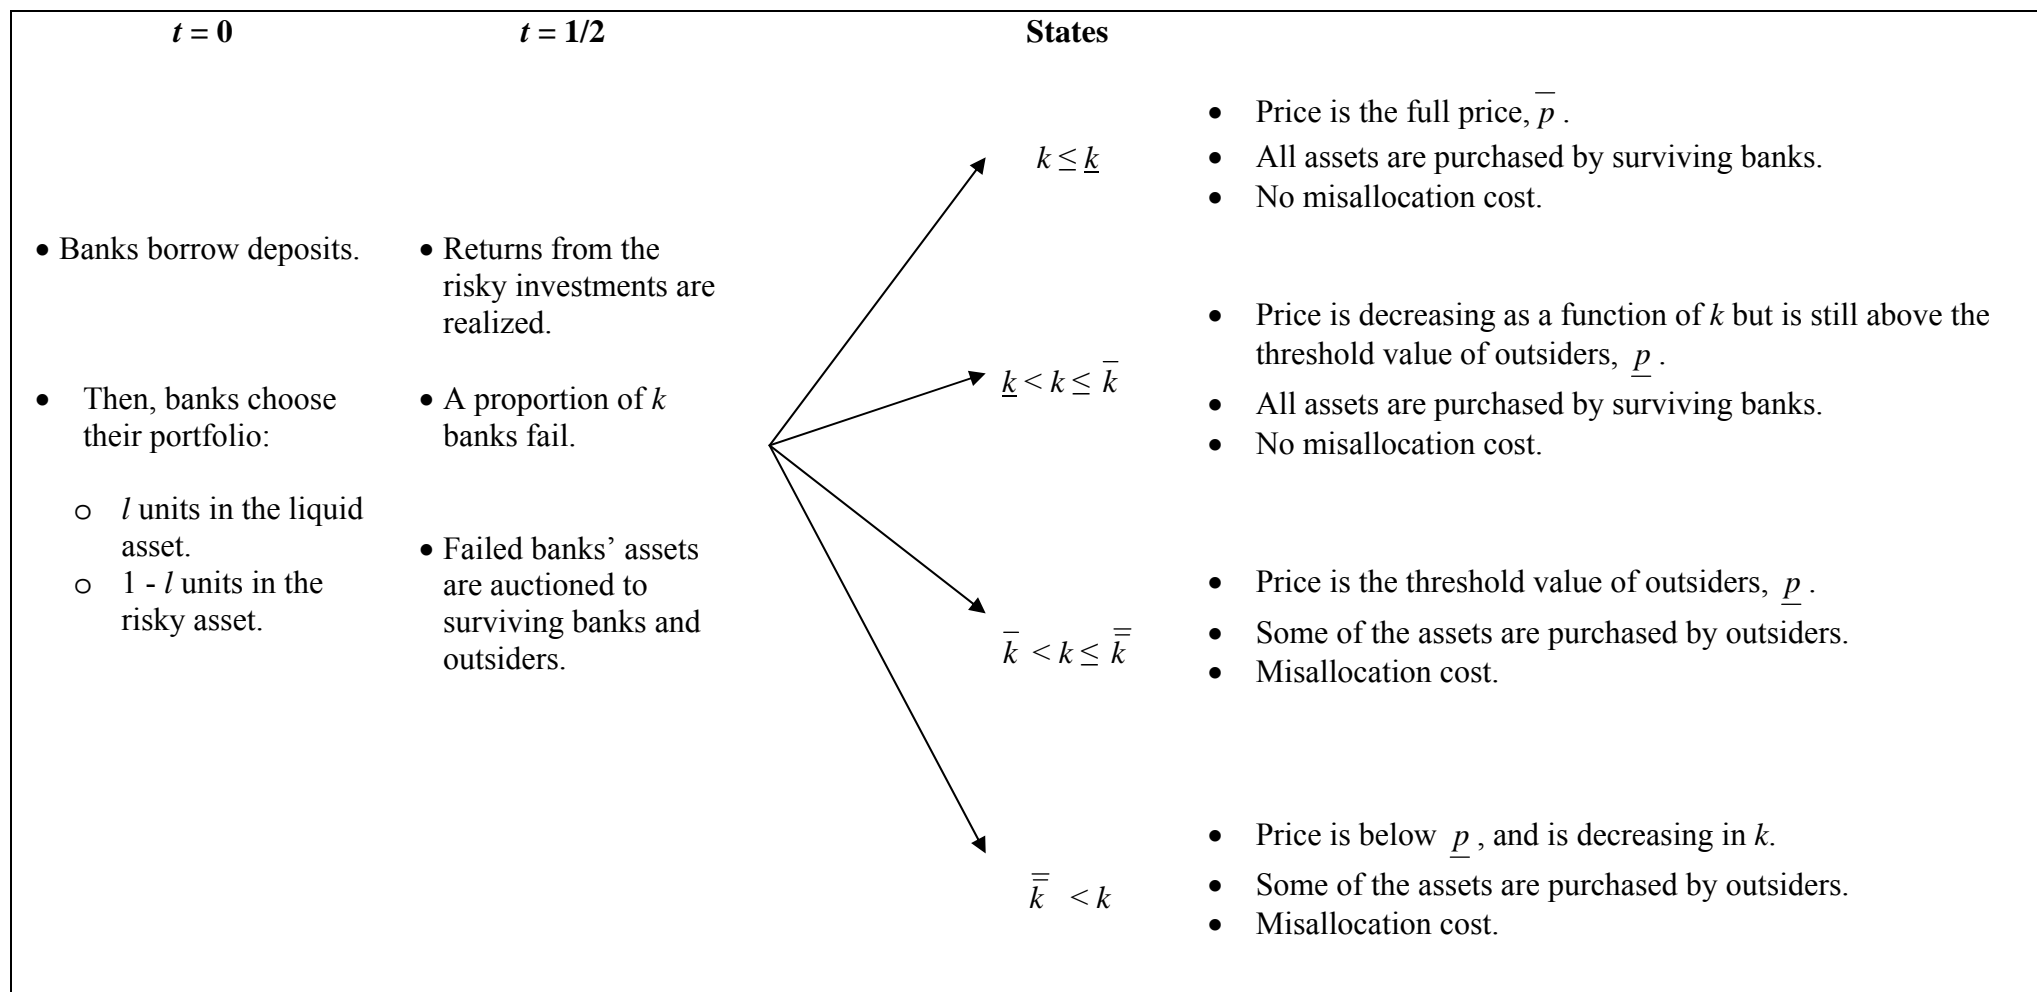 t = 0
t = 1/2
States
• Banks borrow deposits.
• Then, banks choose
their portfolio:
o l units in the liquid
asset.
o 1 - l units in the
risky asset.
• Returns from the
risky investments are
realized.
• A proportion of k
banks fail.
• Failed banks’ assets
are auctioned to
surviving banks and
outsiders.
k ≤ k̲
• Price is the full price, p̅ .
• All assets are purchased by surviving banks.
• No misallocation cost.
k̲ < k ≤ k̅
• Price is decreasing as a function of k but is still above the
threshold value of outsiders, p̲ .
• All assets are purchased by surviving banks.
• No misallocation cost.
k̅ < k ≤ k̿
• Price is the threshold value of outsiders, p̲ .
• Some of the assets are purchased by outsiders.
• Misallocation cost.
k̿ < k
• Price is below p̲ , and is decreasing in k.
• Some of the assets are purchased by outsiders.
• Misallocation cost.